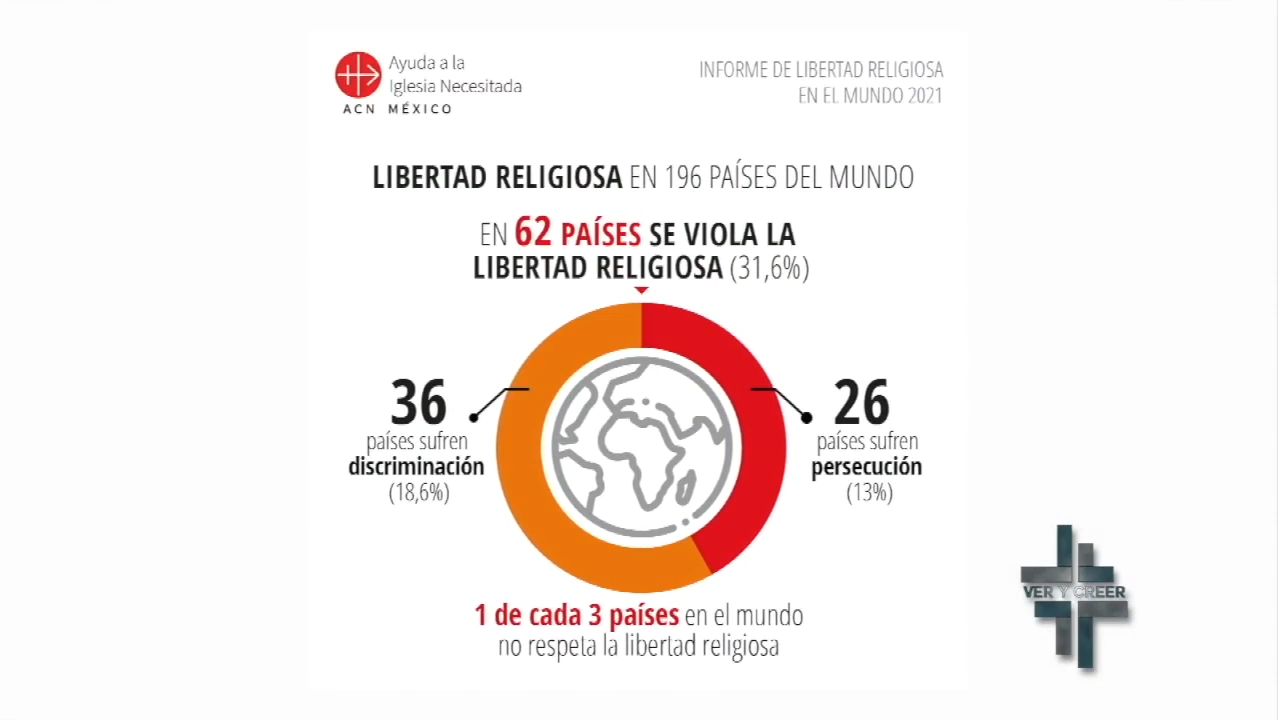 Ayuda a la
Iglesia Necesitada
ACN MÉXICO
INFORME DE LIBERTAD RELIGIOSA
EN EL MUNDO 2021
LIBERTAD RELIGIOSA EN 196 PAÍSES DEL MUNDO
EN 62 PAÍSES SE VIOLA LA
LIBERTAD RELIGIOSA (31,6%)
36
países sufren
discriminación
(18,6%)
26
países sufren
persecución
(13%)
1 de cada 3 países en el mundo
no respeta la libertad religiosa
VER Y CREER